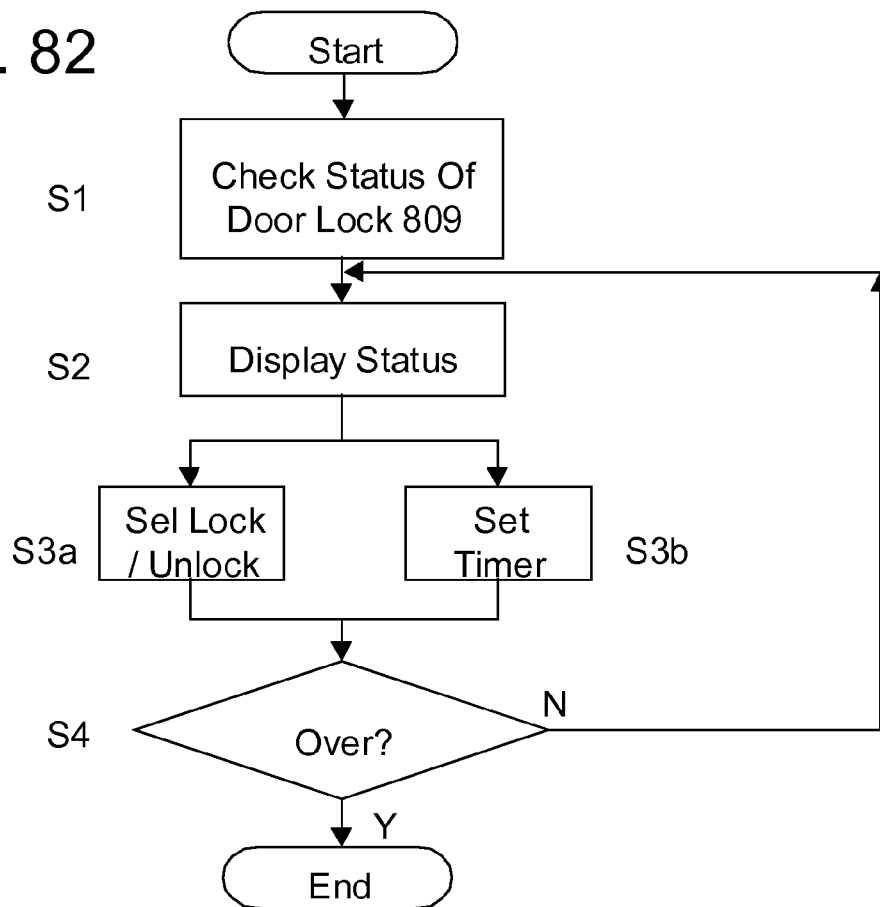 . 82
Start
S1
Check Status Of
Door Lock 809
S2
Display Status
S3a
Sel Lock
/ Unlock
Set
Timer
S3b
S4
Over?
N
Y
End